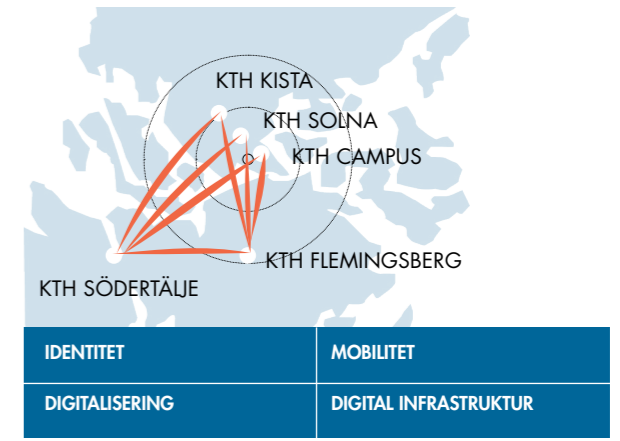 KTH KISTA
KTH SOLNA
KTH CAMPUS
KTH FLEMINGSBERG
KTH SÖDERTÄLJE
IDENTITET
MOBILITET
DIGITALISERING
DIGITAL INFRASTRUKTUR